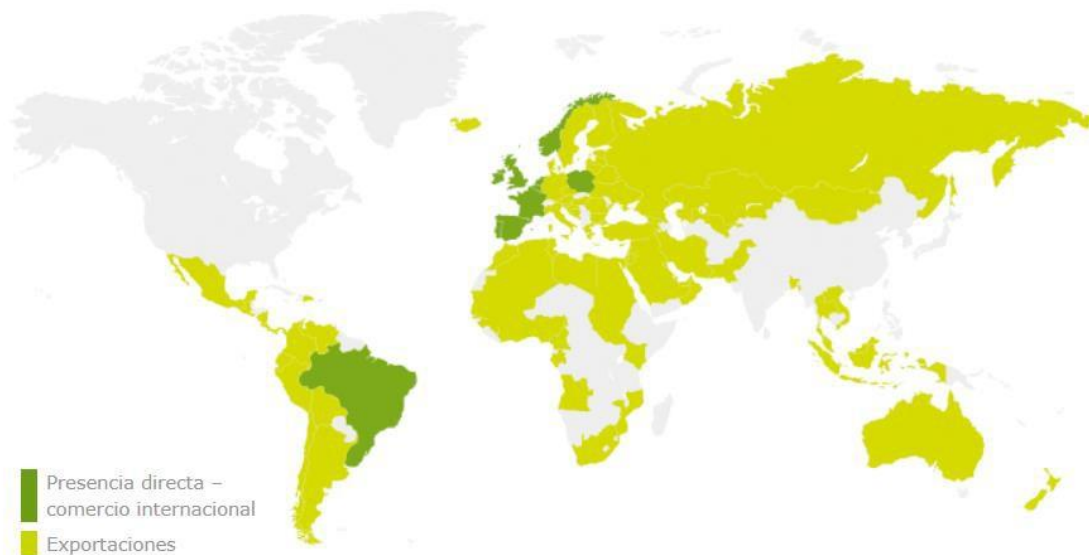 Presencia directa –
comercio internacional
Exportaciones